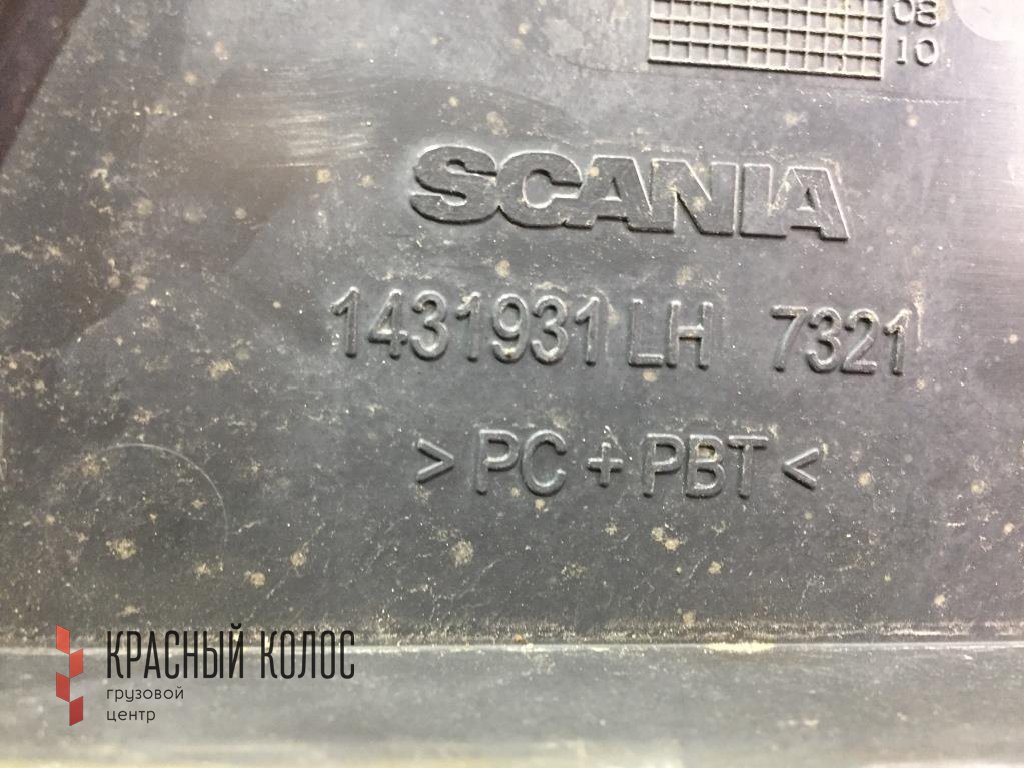 08
10
SCANIA
1431931 LH 7321
> PC + PBT <
КРАСНЫЙ КОЛОС
грузовой
центр